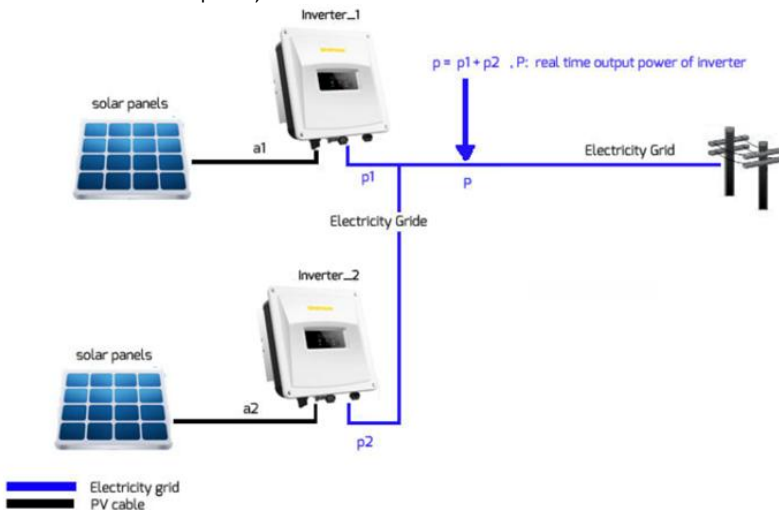 Inverter_1
p = p1 + p2 , P: real time output power of inverter
solar panels
a1
Electricity Grid
p1
P
Electricity Gride
Inverter_2
solar panels
a2
p2
Electricity grid
PV cable